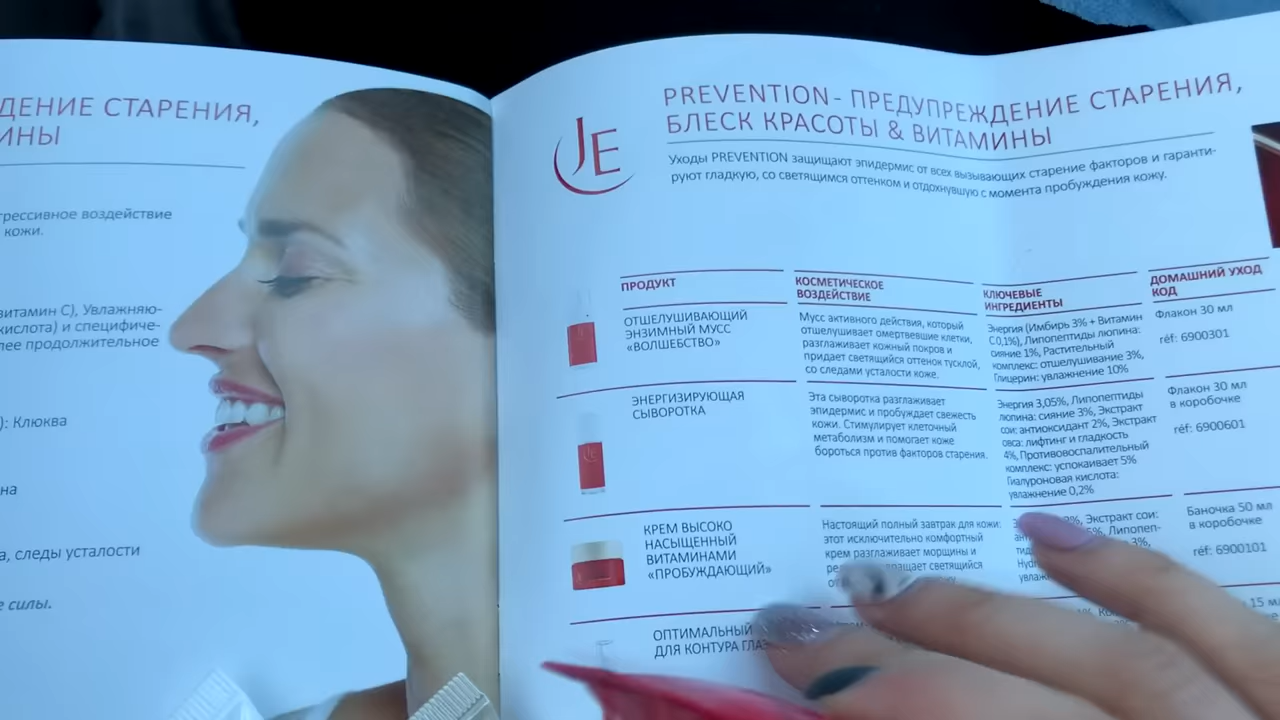 ДЕНИЕ СТАРЕНИЯ,
ИНЫ
грессивное воздействие
кожи.
витамин С), Увлажняю-
кислота) и специфиче-
лее продолжительное
): Клюква
на
а, следы усталости
е силы.
JE
PREVENTION - ПРЕДУПРЕЖДЕНИЕ СТАРЕНИЯ,
БЛЕСК КРАСОТЫ & ВИТАМИНЫ
Уходы PREVENTION защищают эпидермис от всех вызывающих старение факторов и гаранти-
руют гладкую, со светящимся оттенком и отдохнувшую с момента пробуждения кожу.
ПРОДУКТ
КОСМЕТИЧЕСКОЕ
ВОЗДЕЙСТВИЕ
КЛЮЧЕВЫЕ
ИНГРЕДИЕНТЫ
ДОМАШНИЙ УХОД
КОД
ОТШЕЛУШИВАЮЩИЙ
ЭНЗИМНЫЙ МУСС
«ВОЛШЕБСТВО»
Мусс активного действия, который
отшелушивает омертвевшие клетки,
разглаживает кожный покров и
придает светящийся оттенок тусклой,
со следами усталости коже.
Энергия (Имбирь 3% + Витамин
С 0,1%), Липопептиды люпина:
сияние 1%, Растительный
комплекс: отшелушивание 3%,
Глицерин: увлажнение 10%
Флакон 30 мл
réf: 6900301
ЭНЕРГИЗИРУЮЩАЯ
СЫВОРОТКА
Эта сыворотка разглаживает
эпидермис и пробуждает свежесть
кожи. Стимулирует клеточный
метаболизм и помогает коже
бороться против факторов старения.
Энергия 3,05%, Липопептиды
люпина: сияние 3%, Экстракт
сои: антиоксидант 2%, Экстракт
овса: лифтинг и гладкость
4%, Противовоспалительный
комплекс: успокаивает 5%
Гиалуроновая кислота:
увлажнение 0,2%
Флакон 30 мл
в коробочке
réf: 6900601
КРЕМ ВЫСОКО
НАСЫЩЕННЫЙ
ВИТАМИНАМИ
«ПРОБУЖДАЮЩИЙ»
Настоящий полный завтрак для кожи:
этот исключительно комфортный
крем разглаживает морщины и
светящийся
Экстракт сои:
Липопеп-
3%,
Баночка 50 мл
в коробочке
réf: 6900101
ОПТИМАЛЬНЫЙ
ДЛЯ КОНТУРА ГЛАЗ
15 мл